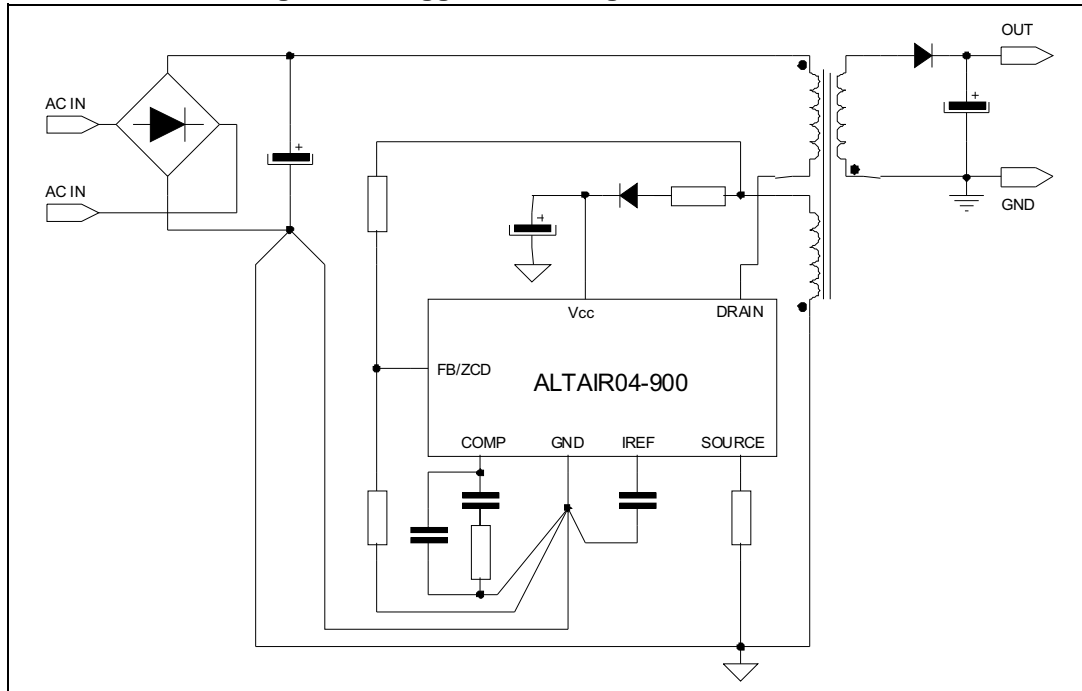 OUT
AC IN
AC IN
GND
Vcc
DRAIN
FB/ZCD
ALTAIR04-900
COMP
GND
IREF
SOURCE